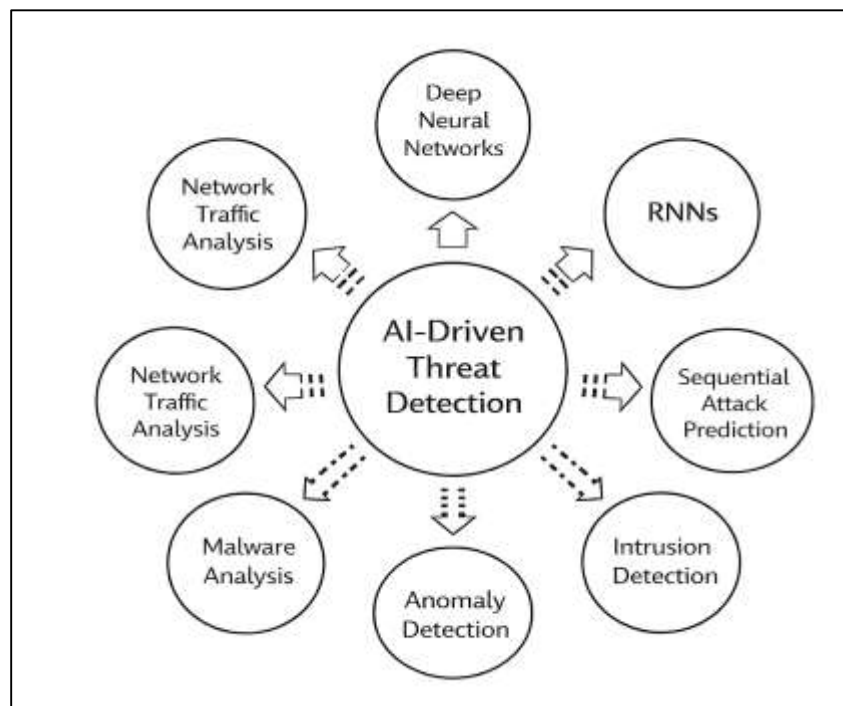 Deep
Neural
Networks
Network
Traffic
Analysis
RNNs
AI-Driven
Threat
Detection
Network
Traffic
Analysis
Sequential
Attack
Prediction
Malware
Analysis
Intrusion
Detection
Anomaly
Detection